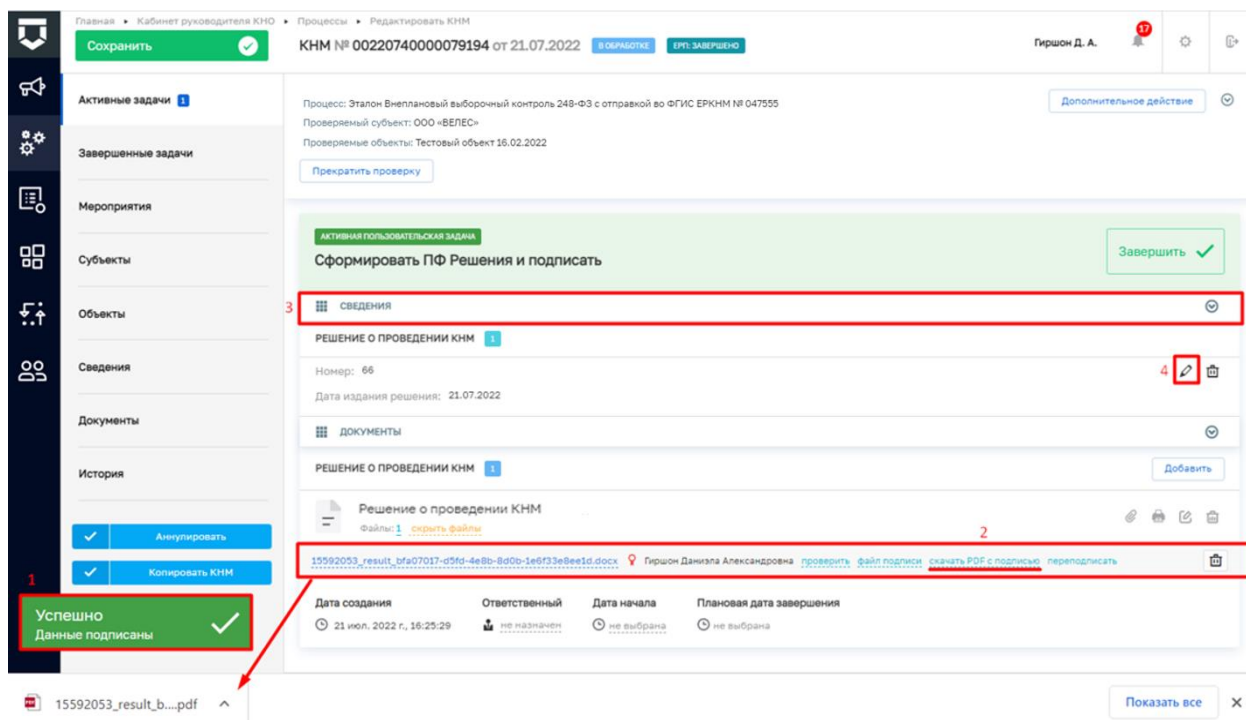 Главная ▸ Кабинет руководителя КНО ▸ Процессы ▸ Редактировать КНМ
Сохранить
КНМ № 00220740000079194 от 21.07.2022 В ОБРАБОТКЕ ЕРП: ЗАВЕРШЕНО
Гиршон Д. А.
17
Активные задачи 1
Завершенные задачи
Мероприятия
Субъекты
Объекты
Сведения
Документы
История
Аннулировать
Копировать КНМ
1
Успешно
Данные подписаны
Процесс: Эталон Внеплановый выборочный контроль 248-ФЗ с отправкой во ФГИС ЕРКНМ № 047555
Дополнительное действие
Проверяемый субъект: ООО «ВЕЛЕС»
Проверяемые объекты: Тестовый объект 16.02.2022
Прекратить проверку
АКТИВНАЯ ПОЛЬЗОВАТЕЛЬСКАЯ ЗАДАЧА
Сформировать ПФ Решения и подписать
Завершить
3 СВЕДЕНИЯ
РЕШЕНИЕ О ПРОВЕДЕНИИ КНМ 1
Номер: 66
4
Дата издания решения: 21.07.2022
ДОКУМЕНТЫ
РЕШЕНИЕ О ПРОВЕДЕНИИ КНМ 1
Добавить
Решение о проведении КНМ
Файлы: 1 скрыть файлы
2
15592053_result_bfa07017-d5fd-4e8b-8d0b-1e6f33e8ee1d.docx Гиршон Даниэла Александровна проверить файл подписи скачать PDF с подписью переподписать
Дата создания Ответственный Дата начала Плановая дата завершения
21 июл. 2022 г., 16:25:29 не назначен не выбрана не выбрана
15592053_result_b....pdf
Показать все